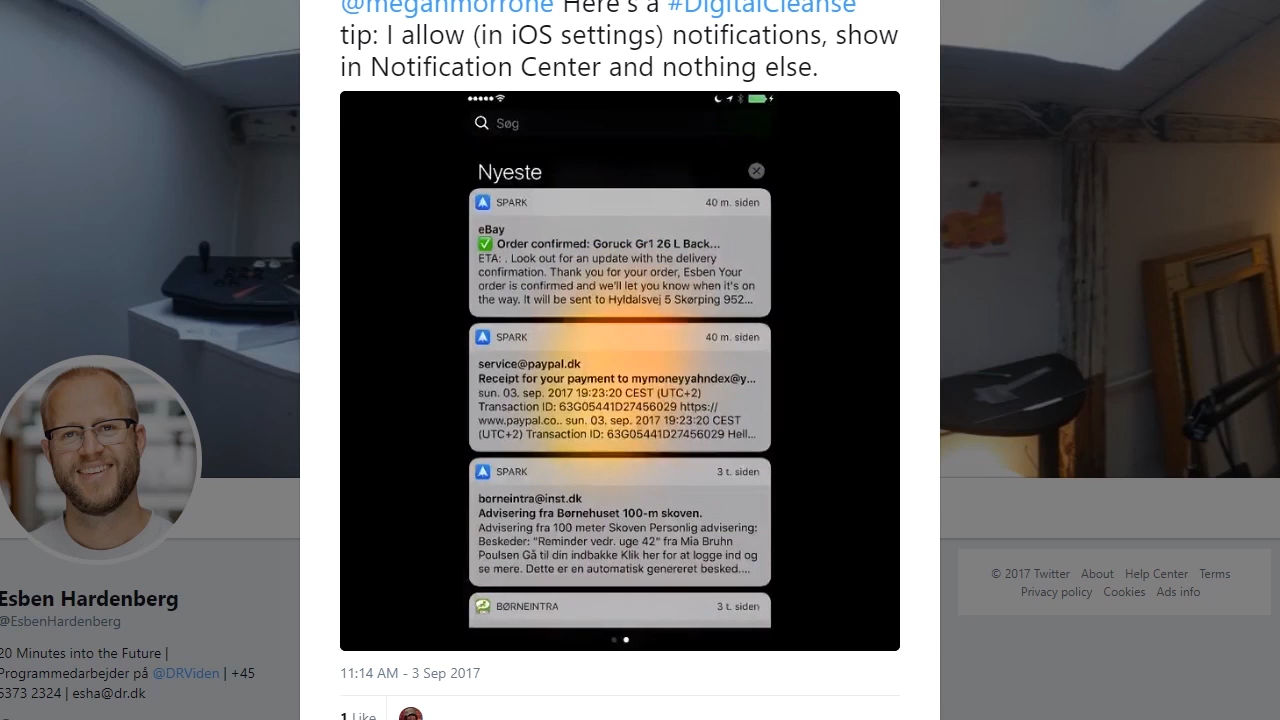 @meganmorrone Here's a #DigitalCleanse
tip: I allow (in iOS settings) notifications, show
in Notification Center and nothing else.
Søg
Nyeste
SPARK 40 m. siden
eBay
✅ Order confirmed: Goruck Gr1 26 L Back...
ETA: . Look out for an update with the delivery
confirmation. Thank you for your order, Esben Your
order is confirmed and we'll let you know when it's on
the way. It will be sent to Hyldalsvej 5 Skørping 952...
SPARK 40 m. siden
service@paypal.dk
Receipt for your payment to mymoneyyahndex@y...
sun. 03. sep. 2017 19:23:20 CEST (UTC+2)
Transaction ID: 63G05441D27456029 https://
www.paypal.co.. sun. 03. sep. 2017 19:23:20 CEST
(UTC+2) Transaction ID: 63G05441D27456029 Hell...
SPARK 3 t. siden
borneintra@inst.dk
Advisering fra Børnehuset 100-m skoven.
Advisering fra 100 meter Skoven Personlig advisering:
Beskeder: "Reminder vedr. uge 42" fra Mia Bruhn
Poulsen Gå til din indbakke Klik her for at logge ind og
se mere. Dette er en automatisk genereret besked....
BØRNEINTRA 3 t. siden
11:14 AM - 3 Sep 2017
1 Like
Esben Hardenberg
@EsbenHardenberg
20 Minutes into the Future |
Programmedarbejder på @DRViden | +45
5373 2324 | esha@dr.dk
© 2017 Twitter About Help Center Terms
Privacy policy Cookies Ads info